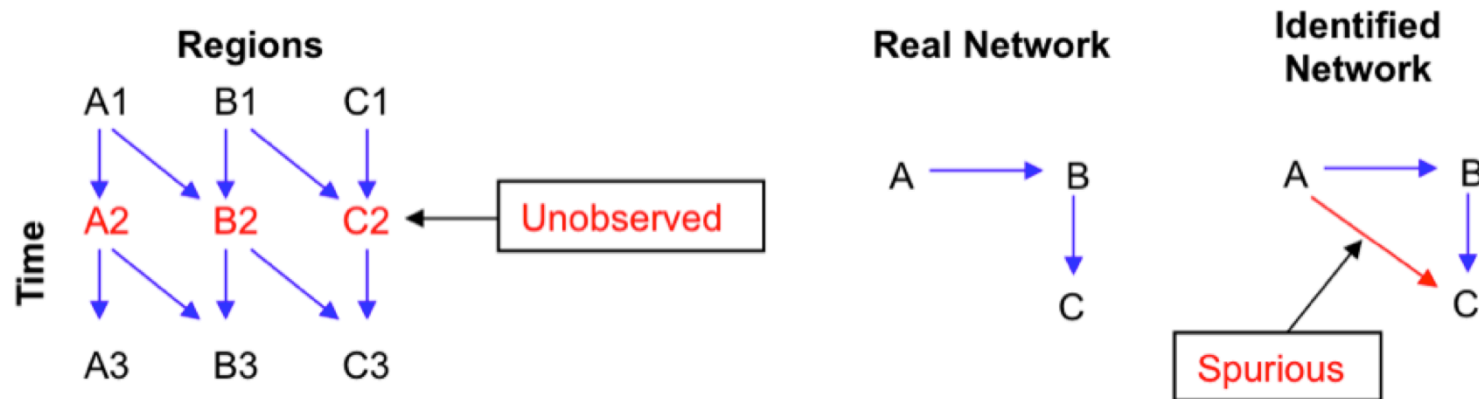 Regions
A1 B1 C1
A2 B2 C2
A3 B3 C3
Time
Unobserved
Real Network
A B
C
Identified
Network
A B
C
Spurious